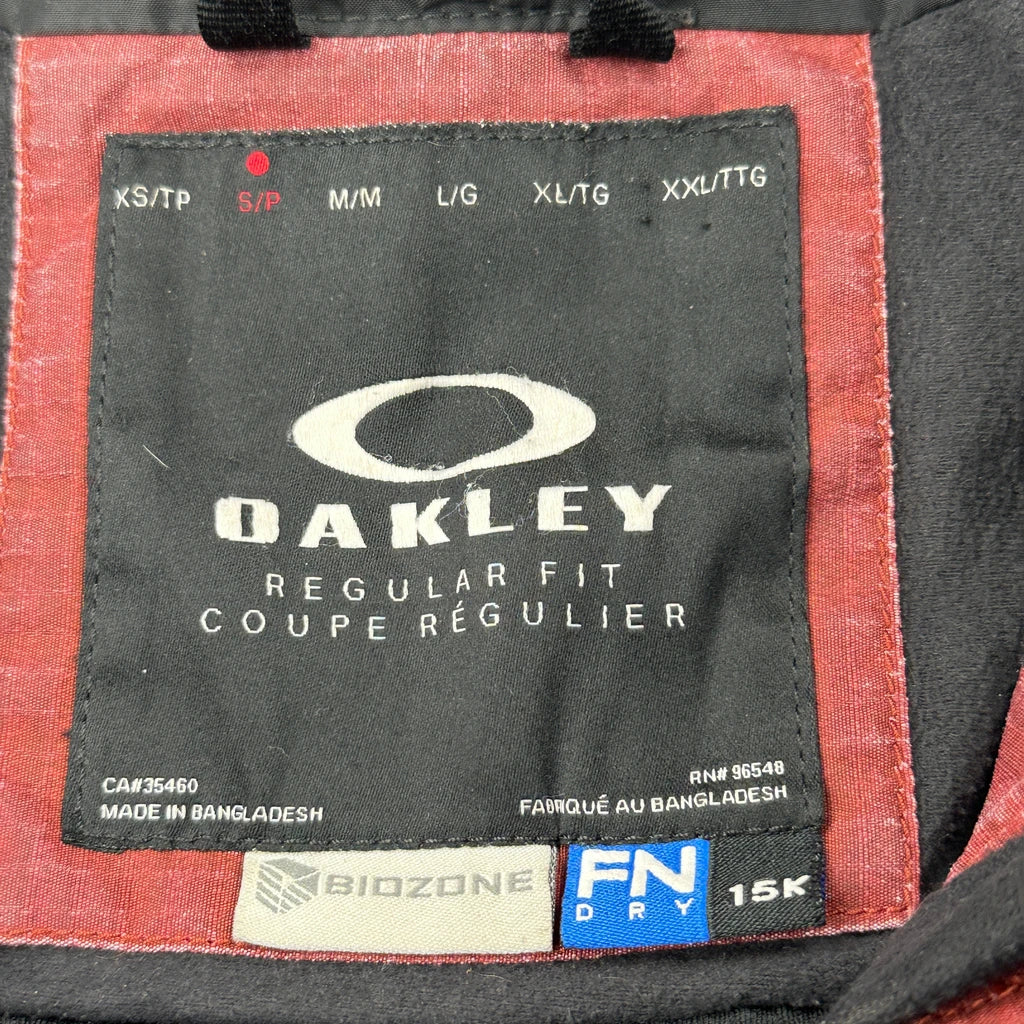 XS/TP S/P M/M L/G XL/TG XXL/TTG
OAKLEY
REGULAR FIT
COUPE RÉGULIER
CA#35460 RN# 96548
MADE IN BANGLADESH FABRIQUÉ AU BANGLADESH
BIOZONE FN 15K
DRY